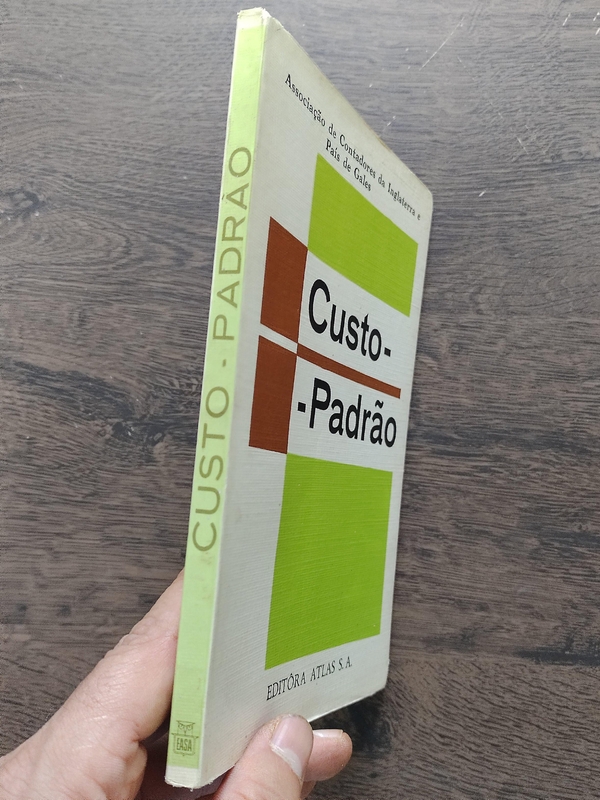 Associação de Contadores da Inglaterra e
País de Gales
Custo-
-Padrão
EDITÔRA ATLAS S.A.
CUSTO - PADRÃO
EASA